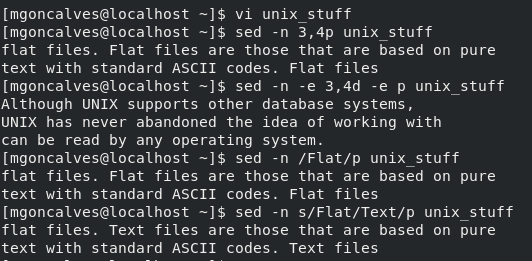 [mgoncalves@localhost ~]$ vi unix_stuff
[mgoncalves@localhost ~]$ sed -n 3,4p unix_stuff
flat files. Flat files are those that are based on pure
text with standard ASCII codes. Flat files
[mgoncalves@localhost ~]$ sed -n -e 3,4d -e p unix_stuff
Although UNIX supports other database systems,
UNIX has never abandoned the idea of working with
can be read by any operating system.
[mgoncalves@localhost ~]$ sed -n /Flat/p unix_stuff
flat files. Flat files are those that are based on pure
text with standard ASCII codes. Flat files
[mgoncalves@localhost ~]$ sed -n s/Flat/Text/p unix_stuff
flat files. Text files are those that are based on pure
text with standard ASCII codes. Text files